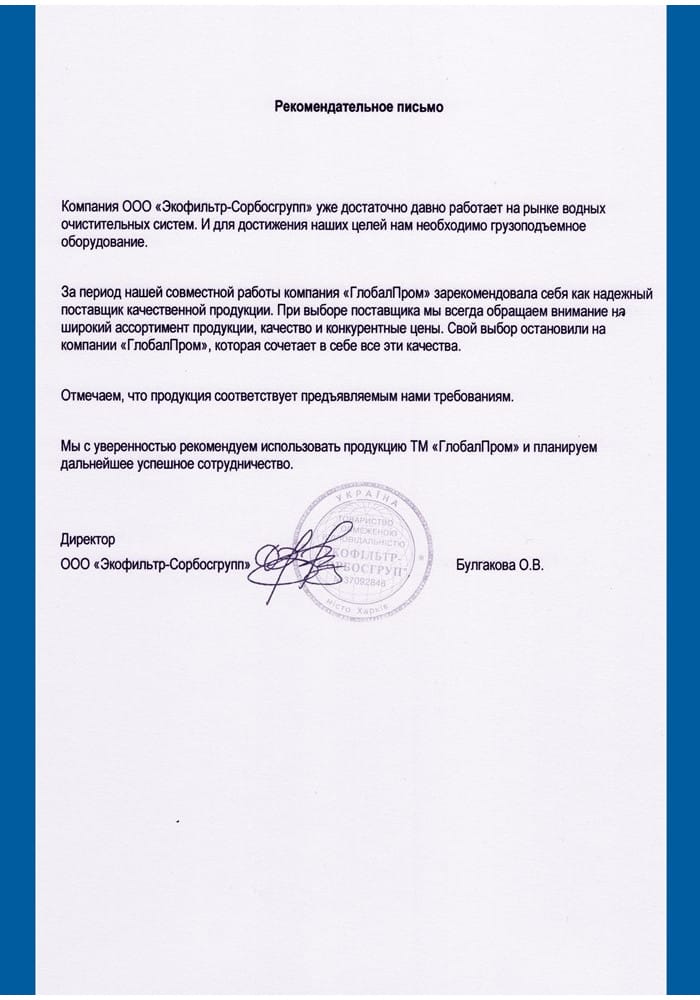 Рекомендательное письмо
Компания ООО «Экофильтр-Сорбосгрупп» уже достаточно давно работает на рынке водных
очистительных систем. И для достижения наших целей нам необходимо грузоподъемное
оборудование.
За период нашей совместной работы компания «ГлобалПром» зарекомендовала себя как надежный
поставщик качественной продукции. При выборе поставщика мы всегда обращаем внимание на
широкий ассортимент продукции, качество и конкурентные цены. Свой выбор остановили на
компании «ГлобалПром», которая сочетает в себе все эти качества.
Отмечаем, что продукция соответствует предъявляемым нами требованиям.
Мы с уверенностью рекомендуем использовать продукцию ТМ «ГлобалПром» и планируем
дальнейшее успешное сотрудничество.
УКРАЇНА
ТОВАРИСТВО
Директор
ООО «Экофильтр-Сорбосгрупп»
37092848
Булгакова О.В.
місто Харків